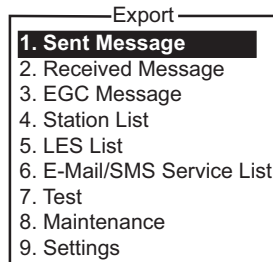 Export
1. Sent Message
2. Received Message
3. EGC Message
4. Station List
5. LES List
6. E-Mail/SMS Service List
7. Test
8. Maintenance
9. Settings